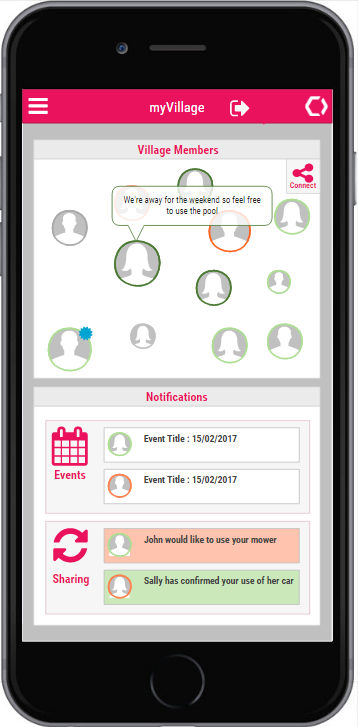 myVillage
Village Members
Connect
We're away for the weekend so feel free
to use the pool
Notifications
Events
Event Title : 15/02/2017
Event Title : 15/02/2017
Sharing
John would like to use your mower
Sally has confirmed your use of her car